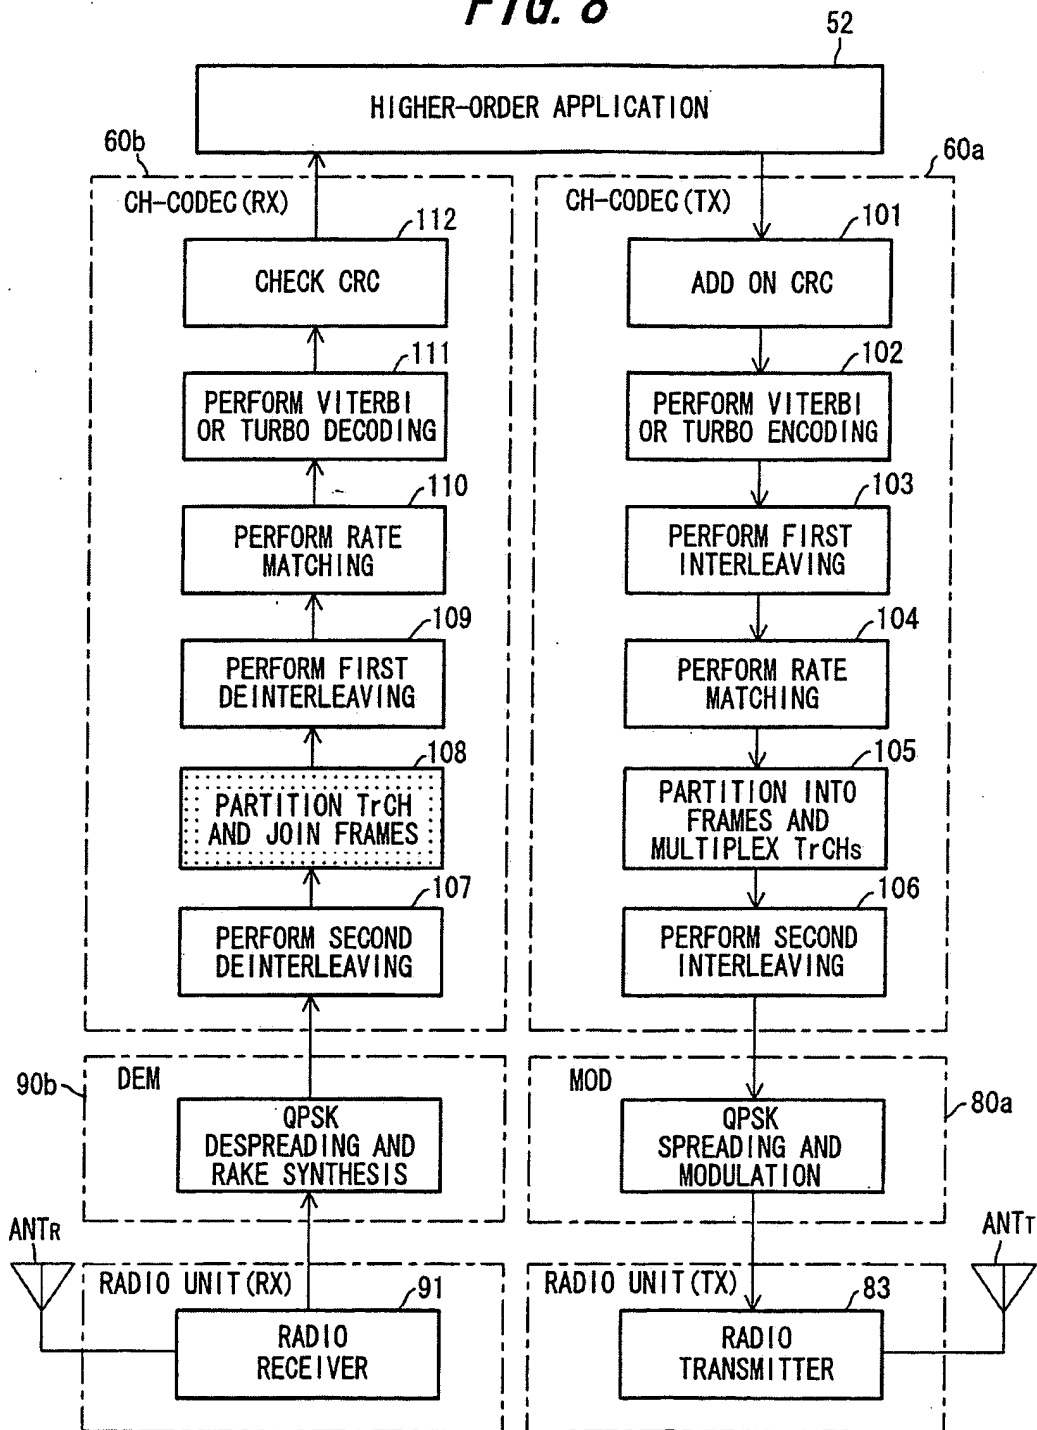 FIG. 8
52
HIGHER-ORDER APPLICATION
60b
60a
CH-CODEC(RX)
112
CHECK CRC
111
PERFORM VITERBI
OR TURBO DECODING
110
PERFORM RATE
MATCHING
109
PERFORM FIRST
DEINTERLEAVING
108
PARTITION TrCH
AND JOIN FRAMES
107
PERFORM SECOND
DEINTERLEAVING
CH-CODEC(TX)
101
ADD ON CRC
102
PERFORM VITERBI
OR TURBO ENCODING
103
PERFORM FIRST
INTERLEAVING
104
PERFORM RATE
MATCHING
105
PARTITION INTO
FRAMES AND
MULTIPLEX TrCHs
106
PERFORM SECOND
INTERLEAVING
90b
DEM
QPSK
DESPREADING AND
RAKE SYNTHESIS
MOD
80a
QPSK
SPREADING AND
MODULATION
ANTR
RADIO UNIT(RX)
91
RADIO
RECEIVER
RADIO UNIT(TX)
83
RADIO
TRANSMITTER
ANTT